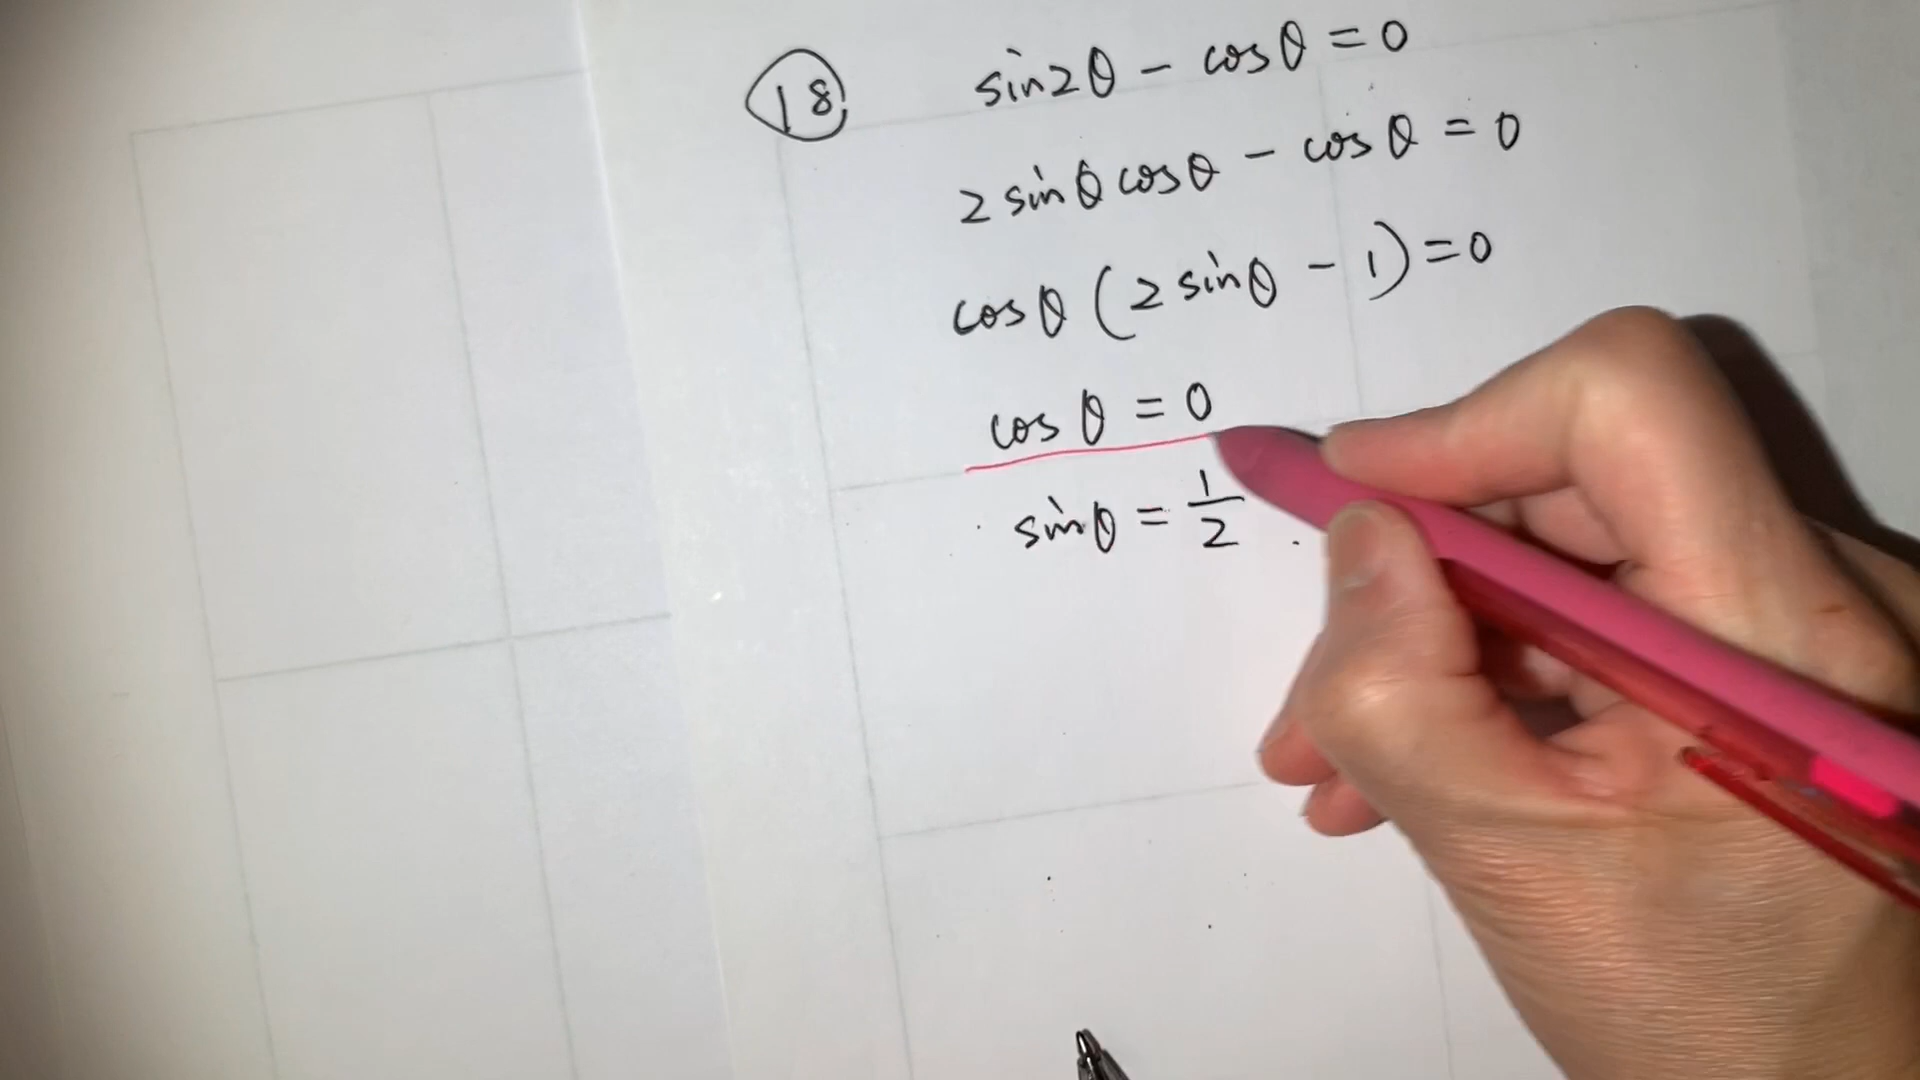 ⑱ sin2θ - cosθ = 0
2 sinθ cosθ - cosθ = 0
cosθ (2 sinθ - 1) = 0
cosθ = 0
sinθ = 1/2